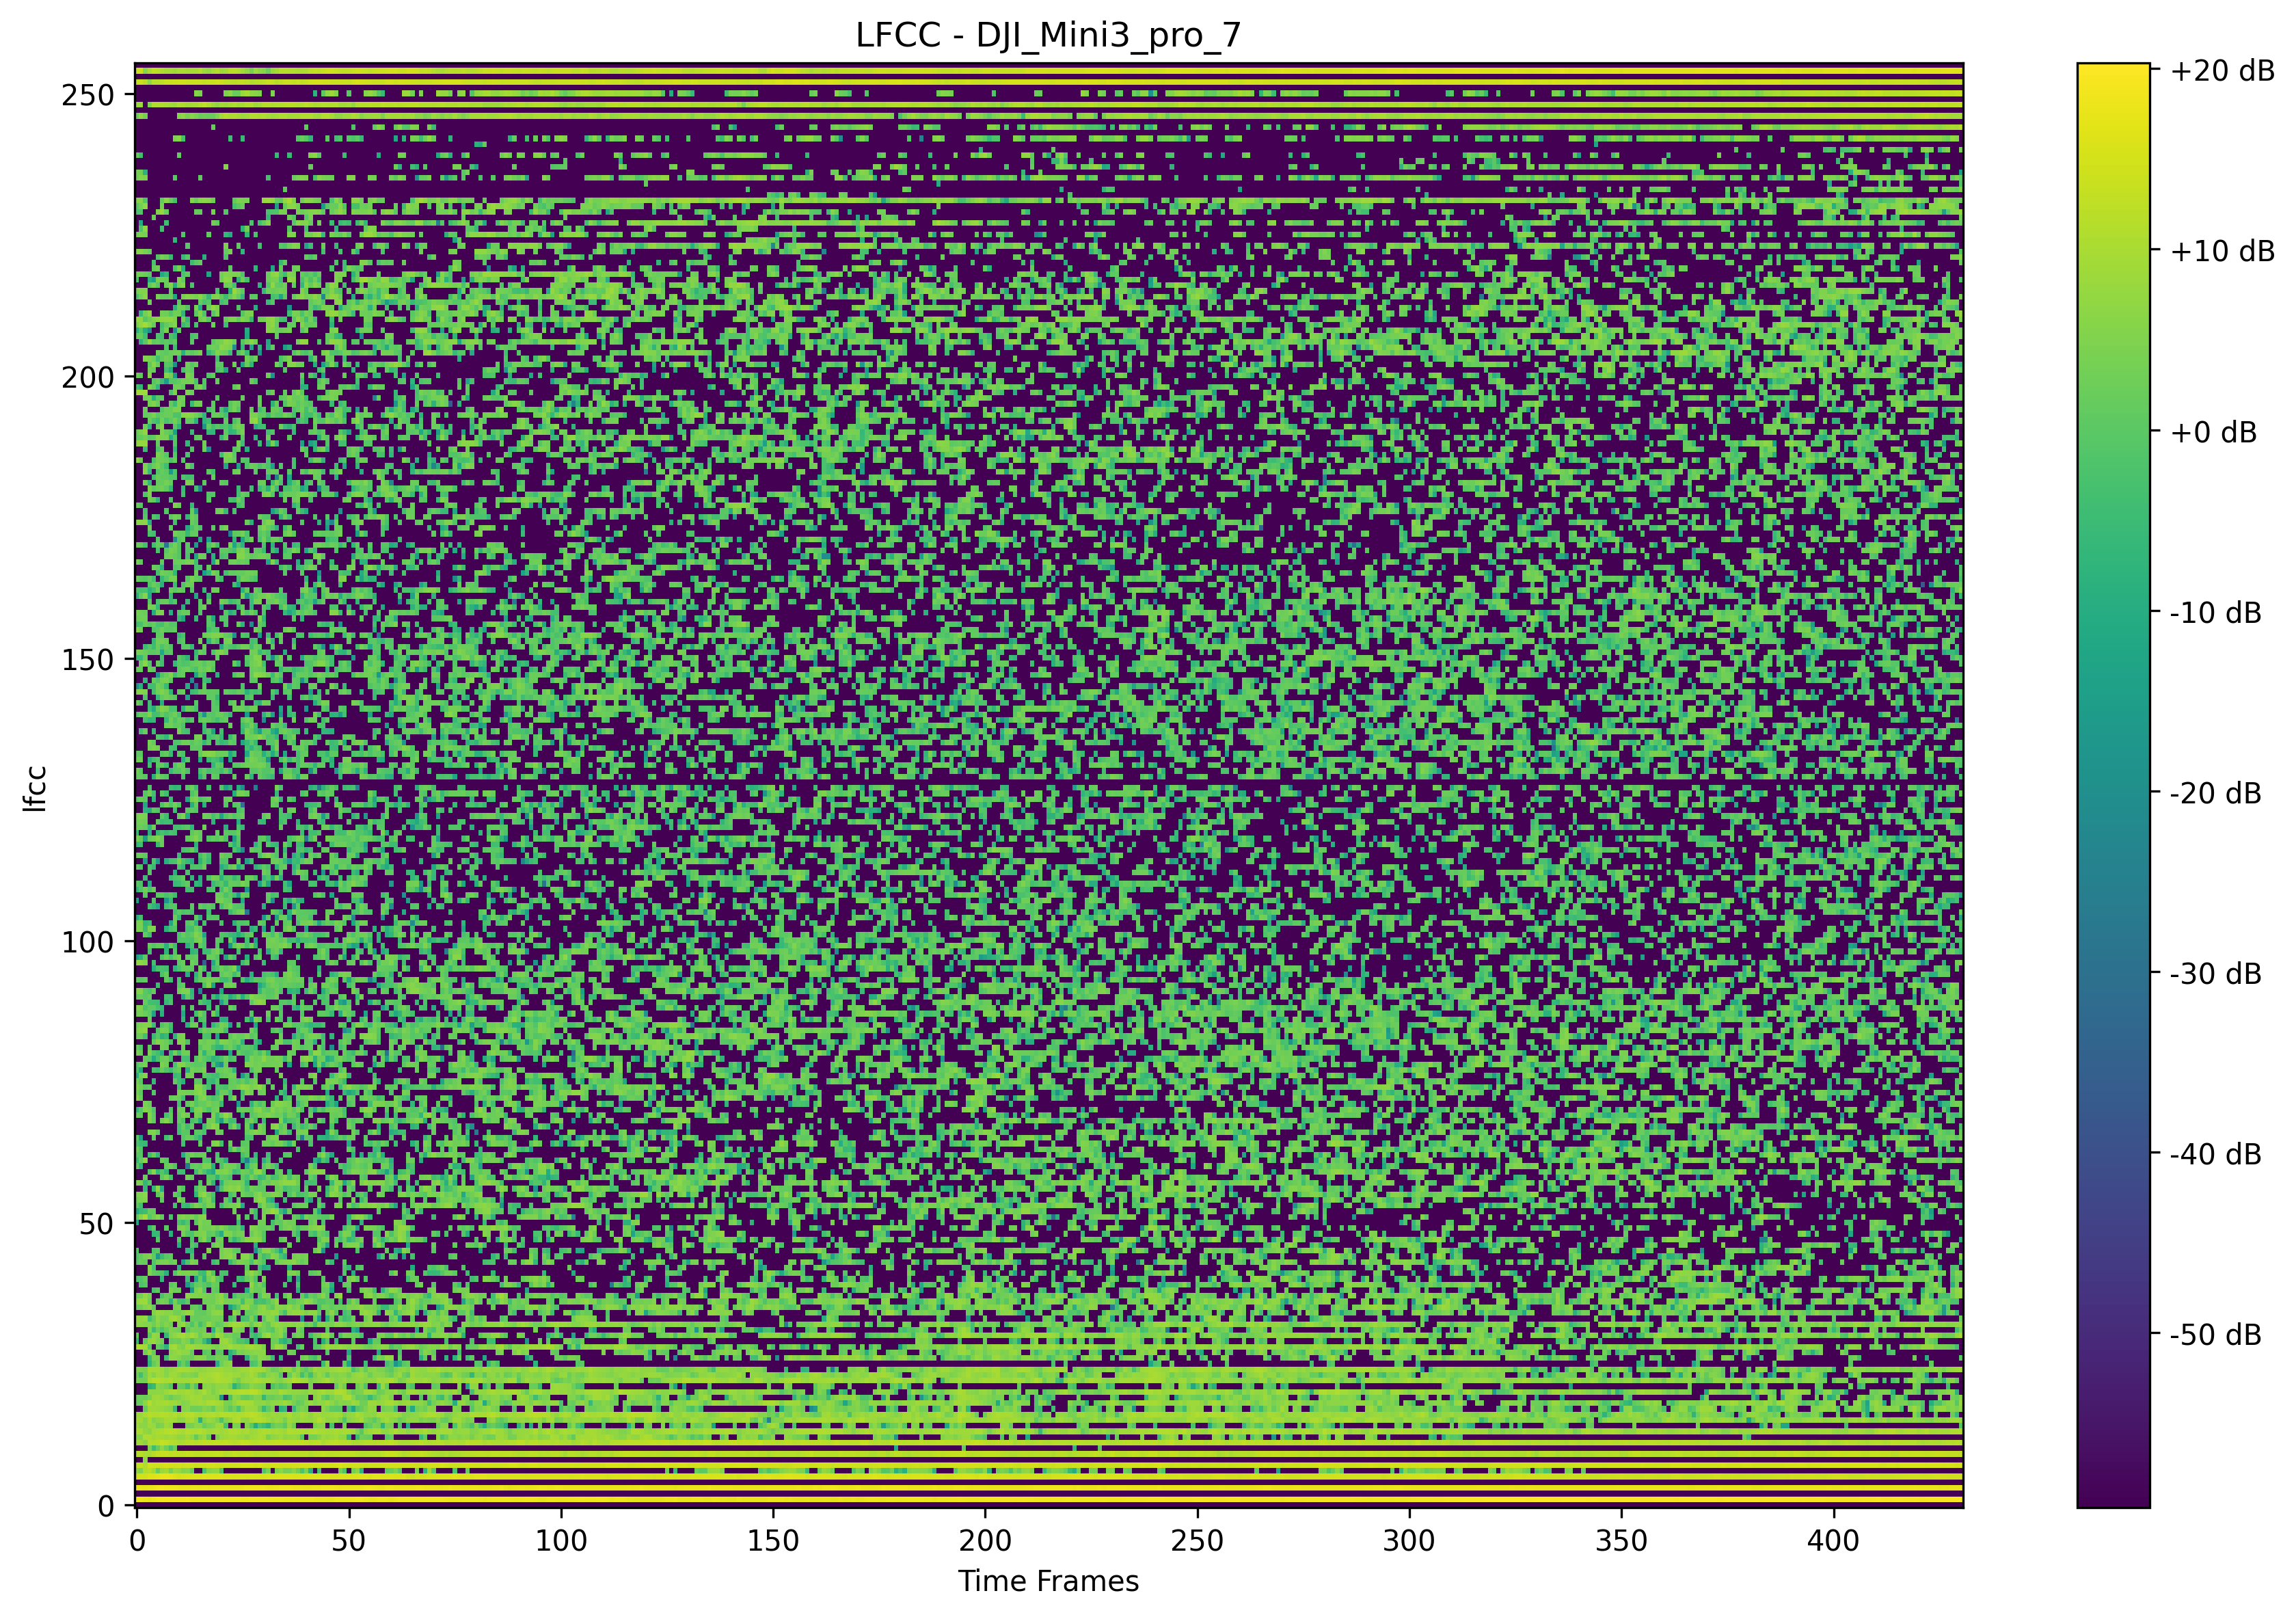 LFCC - DJI_Mini3_pro_7
lfcc
250
200
150
100
50
0
0 50 100 150 200 250 300 350 400
Time Frames
+20 dB
+10 dB
+0 dB
-10 dB
-20 dB
-30 dB
-40 dB
-50 dB